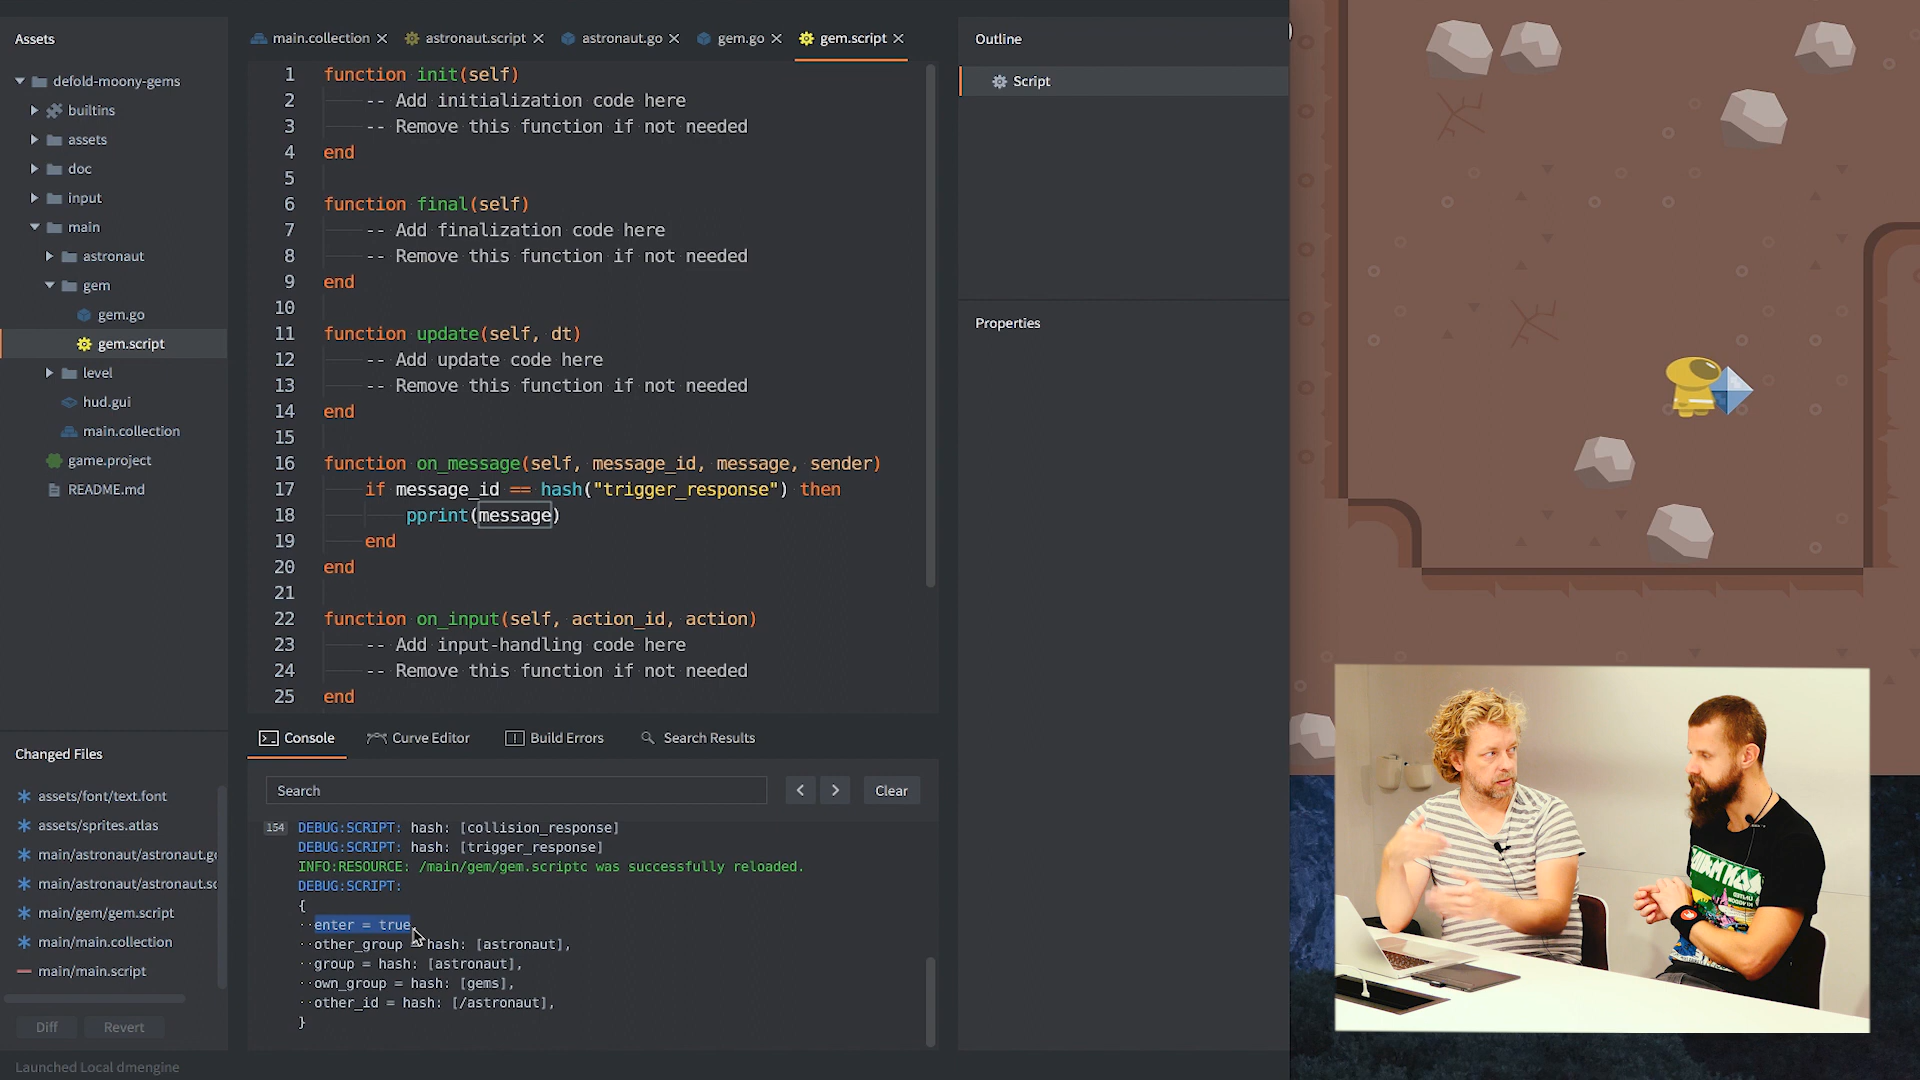 Assets
defold-moony-gems
builtins
assets
doc
input
main
astronaut
gem
gem.go
gem.script
level
hud.gui
main.collection
game.project
README.md
Changed Files
assets/font/text.font
assets/sprites.atlas
main/astronaut/astronaut.go
main/astronaut/astronaut.sc
main/gem/gem.script
main/main.collection
main/main.script
Diff Revert
Launched Local dmengine
main.collection astronaut.script astronaut.go gem.go gem.script
1 function init(self)
2 -- Add initialization code here
3 -- Remove this function if not needed
4 end
5
6 function final(self)
7 -- Add finalization code here
8 -- Remove this function if not needed
9 end
10
11 function update(self, dt)
12 -- Add update code here
13 -- Remove this function if not needed
14 end
15
16 function on_message(self, message_id, message, sender)
17 if message_id == hash("trigger_response") then
18 pprint(message)
19 end
20 end
21
22 function on_input(self, action_id, action)
23 -- Add input-handling code here
24 -- Remove this function if not needed
25 end
Console Curve Editor Build Errors Search Results
Search < > Clear
154 DEBUG:SCRIPT: hash: [collision_response]
DEBUG:SCRIPT: hash: [trigger_response]
INFO:RESOURCE: /main/gem/gem.scriptc was successfully reloaded.
DEBUG:SCRIPT:
{
enter = true,
other_group = hash: [astronaut],
group = hash: [astronaut],
own_group = hash: [gems],
other_id = hash: [/astronaut],
}
Outline
Script
Properties